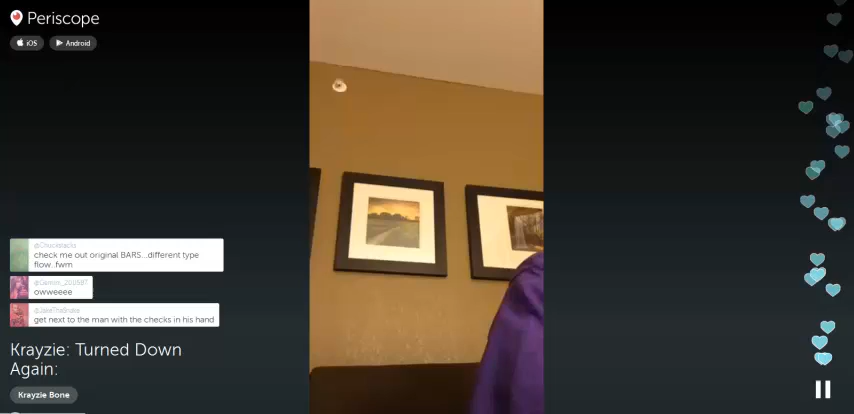 Periscope
iOS
Android
check me out original BARS...different type
flow..fwm
owweeee
@JakeTheSnake
get next to the man with the checks in his hand
Krayzie: Turned Down
Again:
Krayzie Bone